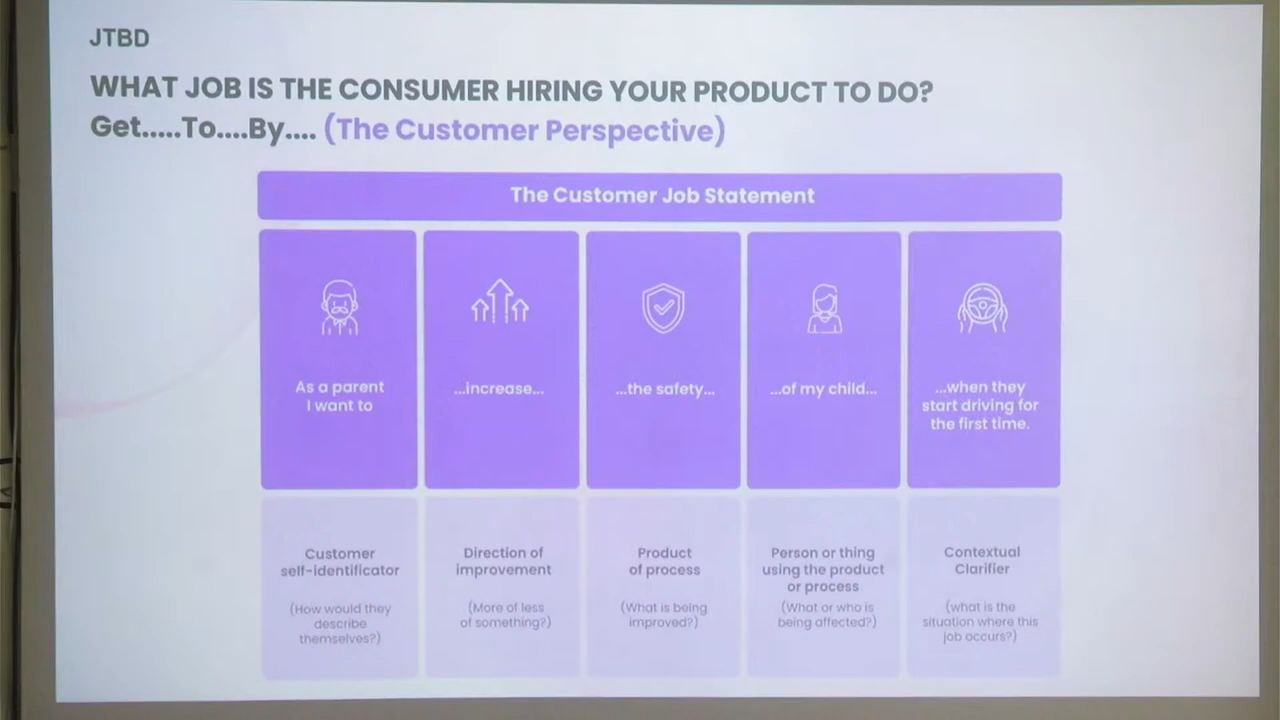 JTBD
WHAT JOB IS THE CONSUMER HIRING YOUR PRODUCT TO DO?
Get.....To....By.... (The Customer Perspective)
The Customer Job Statement
As a parent
I want to
...increase...
...the safety...
...of my child...
...when they
start driving for
the first time.
Customer
self-identificator
(How would they
describe
themselves?)
Direction of
improvement
(More of less
of something?)
Product
of process
(What is being
improved?)
Person or thing
using the product
or process
(What or who is
being affected?)
Contextual
Clarifier
(what is the
situation where this
job occurs?)